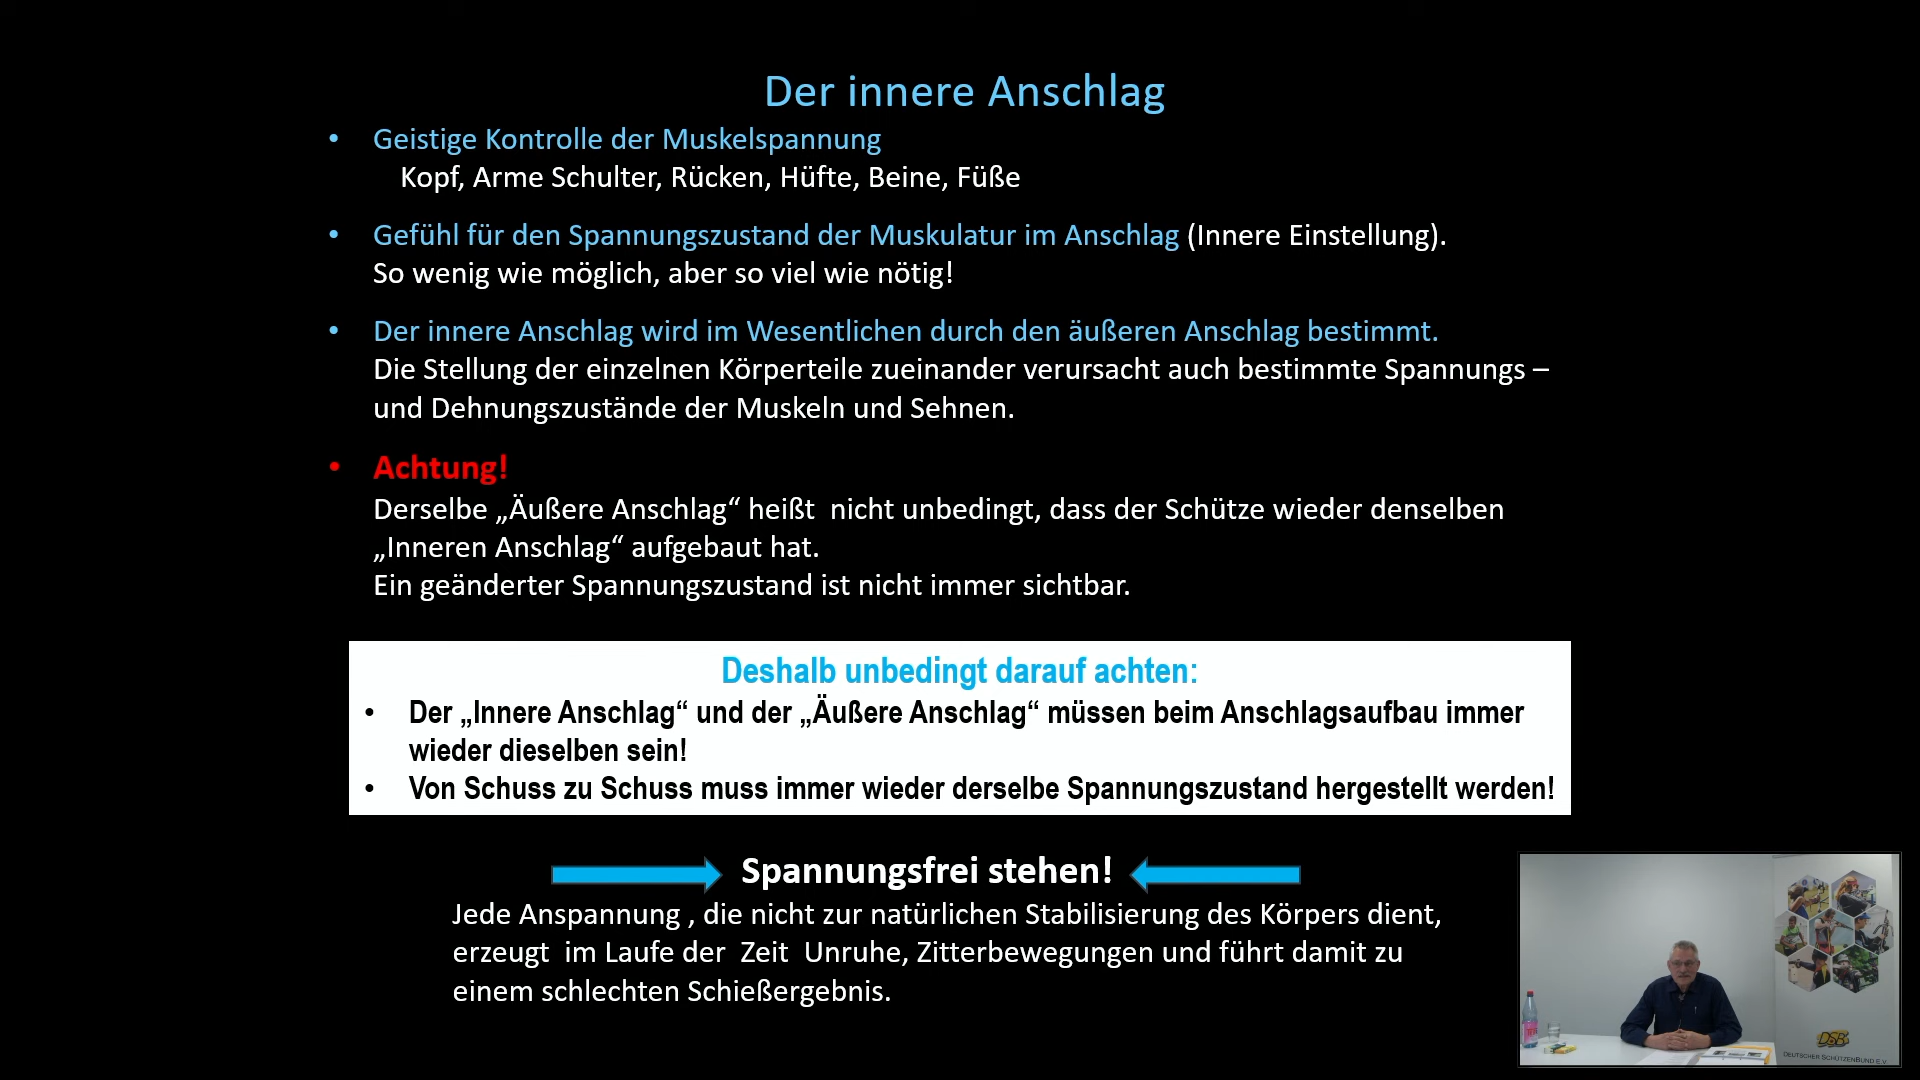 Der innere Anschlag
• Geistige Kontrolle der Muskelspannung
Kopf, Arme Schulter, Rücken, Hüfte, Beine, Füße
• Gefühl für den Spannungszustand der Muskulatur im Anschlag (Innere Einstellung).
So wenig wie möglich, aber so viel wie nötig!
• Der innere Anschlag wird im Wesentlichen durch den äußeren Anschlag bestimmt.
Die Stellung der einzelnen Körperteile zueinander verursacht auch bestimmte Spannungs –
und Dehnungszustände der Muskeln und Sehnen.
• Achtung!
Derselbe „Äußere Anschlag“ heißt  nicht unbedingt, dass der Schütze wieder denselben
„Inneren Anschlag“ aufgebaut hat.
Ein geänderter Spannungszustand ist nicht immer sichtbar.
Deshalb unbedingt darauf achten:
• Der „Innere Anschlag“ und der „Äußere Anschlag“ müssen beim Anschlagsaufbau immer
wieder dieselben sein!
• Von Schuss zu Schuss muss immer wieder derselbe Spannungszustand hergestellt werden!
Spannungsfrei stehen!
Jede Anspannung , die nicht zur natürlichen Stabilisierung des Körpers dient,
erzeugt  im Laufe der  Zeit  Unruhe, Zitterbewegungen und führt damit zu
einem schlechten Schießergebnis.
DSB
DEUTSCHER SCHÜTZENBUND E.V.